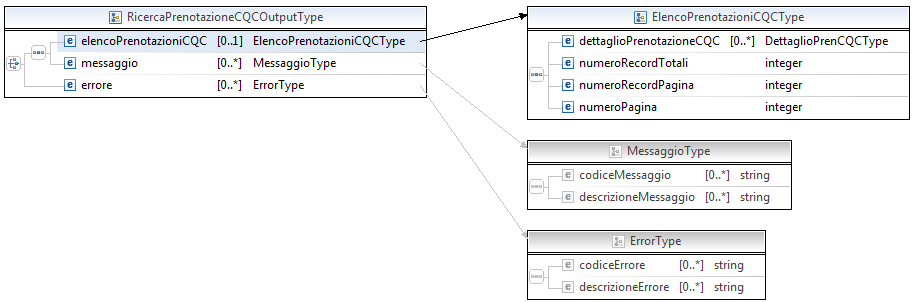 RicercaPrenotazioneCQCOutputType
e elencoPrenotazioniCQC [0..1] ElencoPrenotazioniCQCType
e messaggio [0..*] MessaggioType
e errore [0..*] ErrorType
ElencoPrenotazioniCQCType
e dettaglioPrenotazioneCQC [0..*] DettaglioPrenCQCType
e numeroRecordTotali integer
e numeroRecordPagina integer
e numeroPagina integer
MessaggioType
e codiceMessaggio [0..*] string
e descrizioneMessaggio [0..*] string
ErrorType
e codiceErrore [0..*] string
e descrizioneErrore [0..*] string